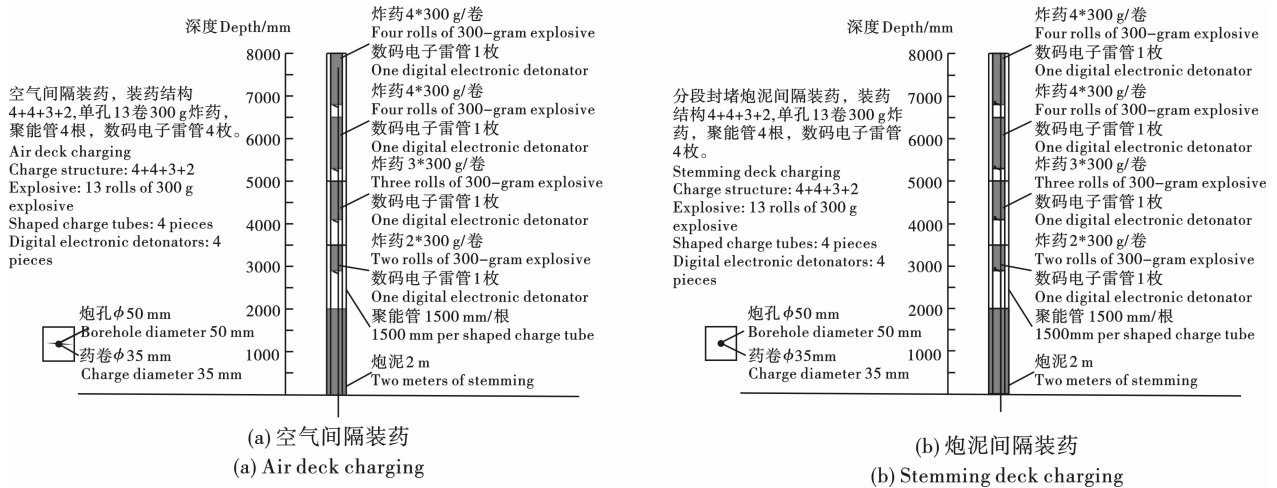 深度Depth/mm
8000
7000
6000
5000
4000
3000
2000
1000
空气间隔装药，装药结构
4+4+3+2,单孔13卷300 g炸药，
聚能管4根，数码电子雷管4枚。
Air deck charging
Charge structure: 4+4+3+2
Explosive: 13 rolls of 300 g
explosive
Shaped charge tubes: 4 pieces
Digital electronic detonators: 4
pieces
炮孔ϕ50 mm
Borehole diameter 50 mm
药卷ϕ35 mm
Charge diameter 35 mm
炸药4*300 g/卷
Four rolls of 300-gram explosive
数码电子雷管1枚
One digital electronic detonator
炸药4*300 g/卷
Four rolls of 300-gram explosive
数码电子雷管1枚
One digital electronic detonator
炸药 3*300 g/卷
Three rolls of 300-gram explosive
数码电子雷管1枚
One digital electronic detonator
炸药2*300 g/卷
Two rolls of 300-gram explosive
数码电子雷管1枚
One digital electronic detonator
聚能管 1500 mm/根
1500mm per shaped charge tube
炮泥2 m
Two meters of stemming
(a) 空气间隔装药
(a) Air deck charging
深度Depth/mm
8000
7000
6000
5000
4000
3000
2000
1000
分段封堵炮泥间隔装药，装药
结构4+4+3+2,单孔13卷300 g炸
药，聚能管4根，数码电子雷管
4枚。
Stemming deck charging
Charge structure: 4+4+3+2
Explosive: 13 rolls of 300 g
explosive
Shaped charge tubes: 4 pieces
Digital electronic detonators: 4
pieces
炮孔ϕ50 mm
Borehole diameter 50 mm
药卷ϕ35mm
Charge diameter 35 mm
炸药4*300 g/卷
Four rolls of 300-gram explosive
数码电子雷管1枚
One digital electronic detonator
炸药4*300 g/卷
Four rolls of 300-gram explosive
数码电子雷管1枚
One digital electronic detonator
炸药3*300 g/卷
Three rolls of 300-gram explosive
数码电子雷管1枚
One digital electronic detonator
炸药2*300 g/卷
Two rolls of 300-gram explosive
数码电子雷管1枚
One digital electronic detonator
聚能管 1500 mm/根
1500mm per shaped charge tube
炮泥2 m
Two meters of stemming
(b) 炮泥间隔装药
(b) Stemming deck charging